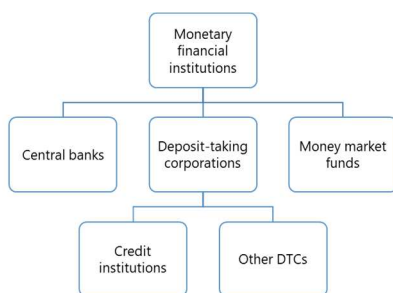 Monetary
financial
institutions
Central banks
Deposit-taking
corporations
Money market
funds
Credit
institutions
Other DTCs